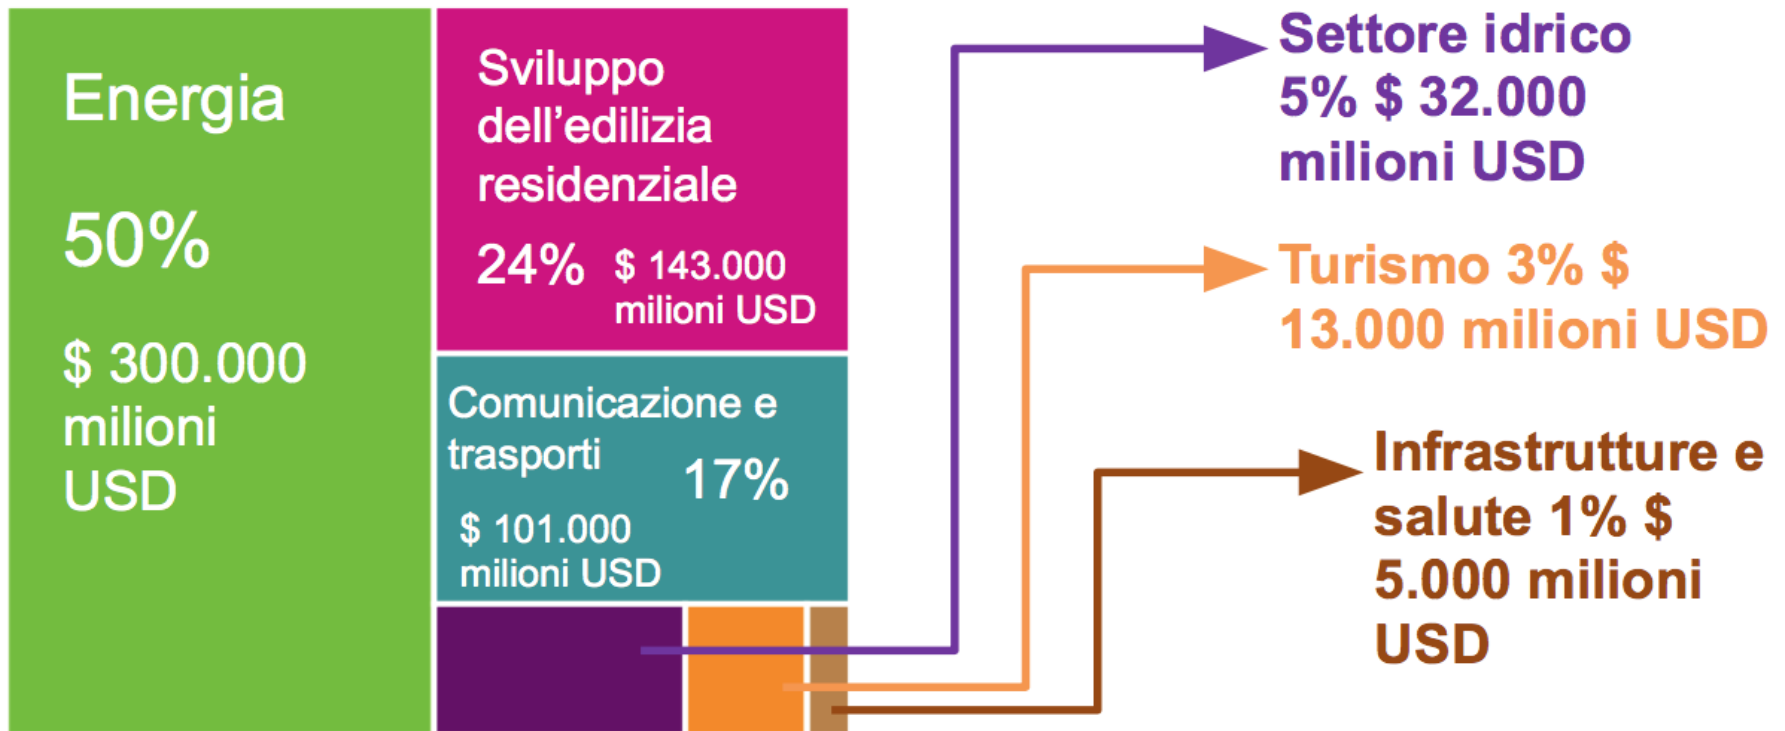 Energia
50%
$ 300.000
milioni
USD
Sviluppo
dell’edilizia
residenziale
24% $ 143.000
milioni USD
Comunicazione e
trasporti 17%
$ 101.000
milioni USD
Settore idrico
5% $ 32.000
milioni USD
Turismo 3% $
13.000 milioni USD
Infrastrutture e
salute 1% $
5.000 milioni
USD